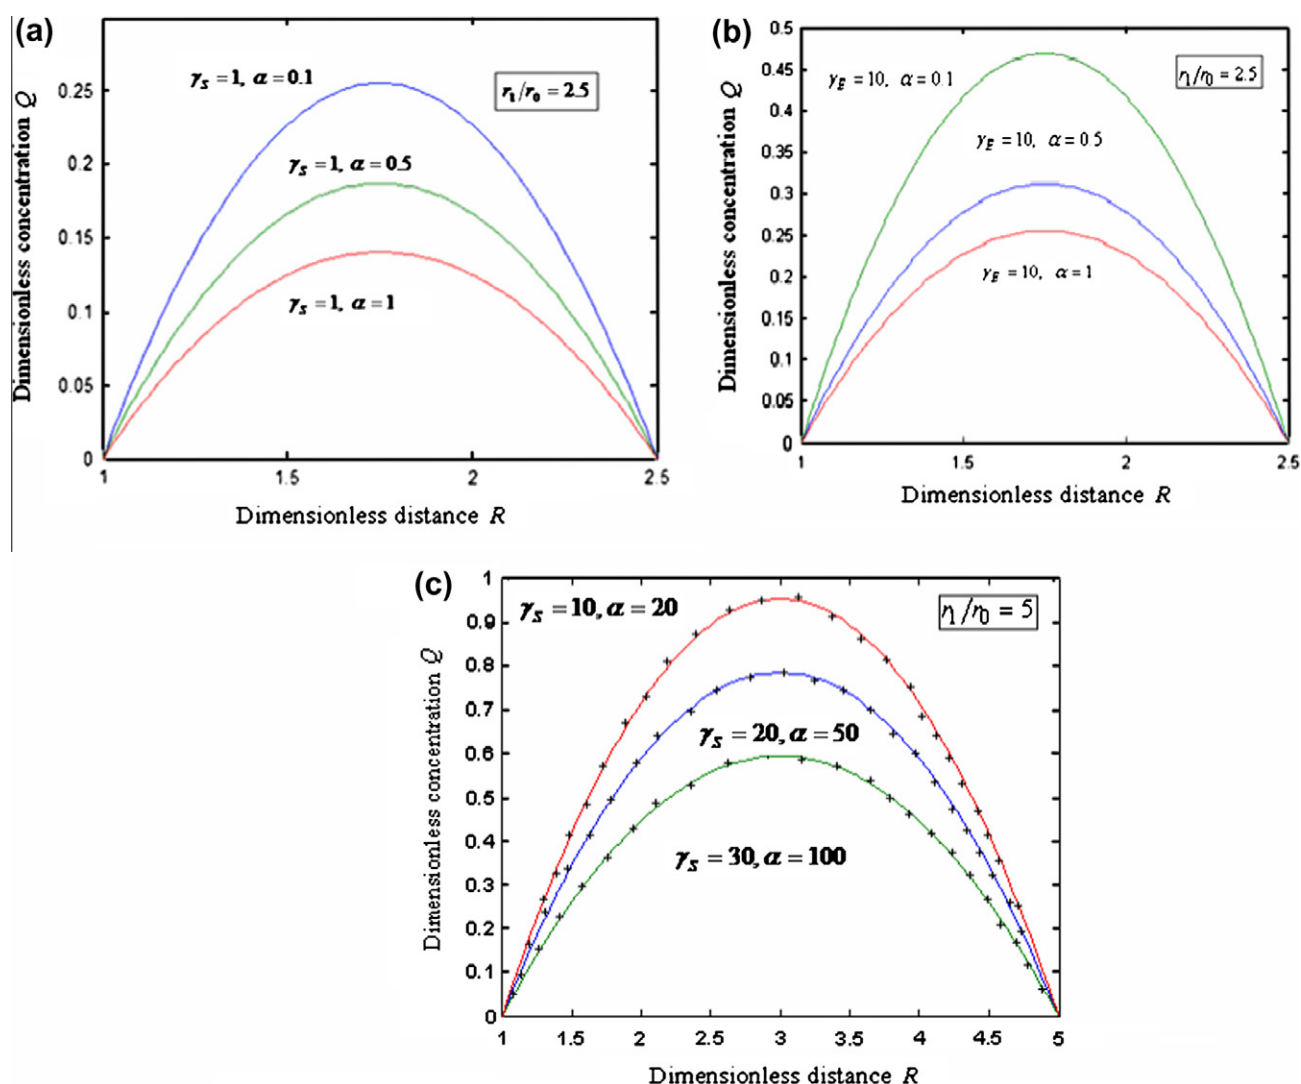 (a)
γS = 1, α = 0.1
r1/r0 = 2.5
γS = 1, α = 0.5
γS = 1, α = 1
Dimensionless concentration Q
0.25
0.2
0.15
0.1
0.05
0
1
1.5
2
2.5
Dimensionless distance R
(b)
γE = 10, α = 0.1
r1/r0 = 2.5
γE = 10, α = 0.5
γE = 10, α = 1
Dimensionless concentration Q
0.5
0.45
0.4
0.35
0.3
0.25
0.2
0.15
0.1
0.05
0
1
1.5
2
2.5
Dimensionless distance R
(c)
γS = 10, α = 20
r1/r0 = 5
γS = 20, α = 50
γS = 30, α = 100
Dimensionless concentration Q
1
0.9
0.8
0.7
0.6
0.5
0.4
0.3
0.2
0.1
0
1
1.5
2
2.5
3
3.5
4
4.5
5
Dimensionless distance R